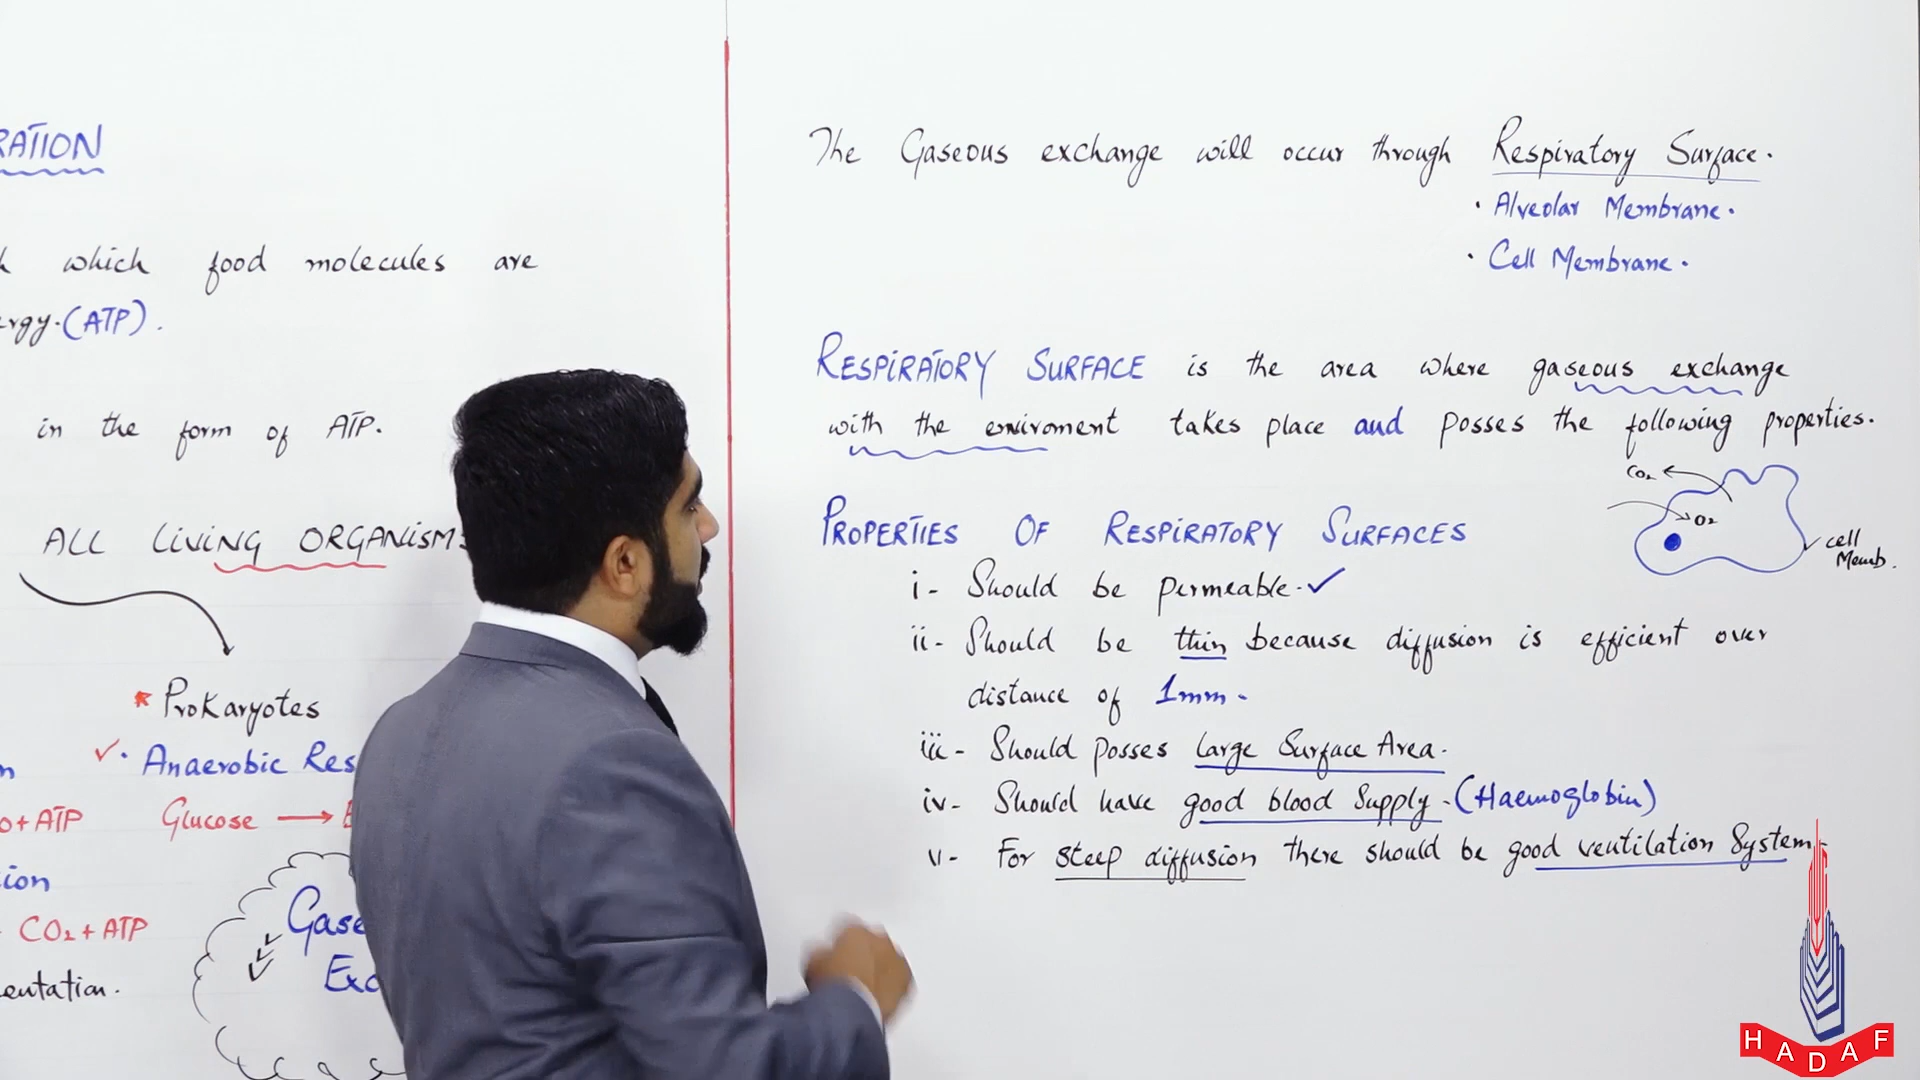 RATION
which food molecules are
rgy. (ATP).
in the form of ATP.
ALL LiViNG ORGANiSM
* Prokaryotes
✓ · Anaerobic Res
Glucose →
O+ATP
ion
CO₂ + ATP
entation.
Gase
Exc
The Gaseous exchange will occur through Respiratory Surface.
· Alveolar Membrane.
· Cell Membrane.
RESPIRATORY SURFACE is the area where gaseous exchange
with the enviroment takes place and posses the following properties.
CO₂
O₂
cell
Memb.
PROPERTIES OF RESPIRATORY SURFACES
i- Should be permeable. ✓
ii- Should be thin because diffusion is efficient over
distance of 1mm.
iii- Should posses large Surface Area.
iv- Should have good blood Supply. (Haemoglobin)
v- For steep diffusion there should be good ventilation System.
HADAF